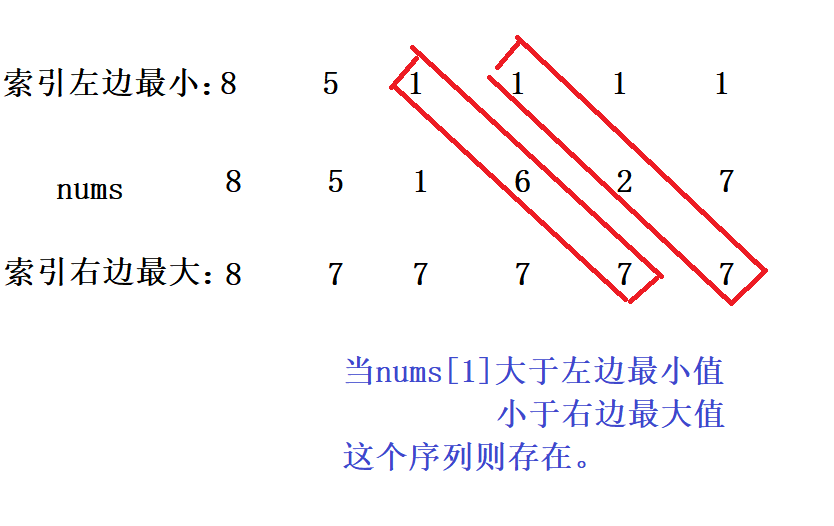 索引左边最小：8 5 1 1 1 1
nums 8 5 1 6 2 7
索引右边最大：8 7 7 7 7 7
当nums[1]大于左边最小值
小于右边最大值
这个序列则存在。